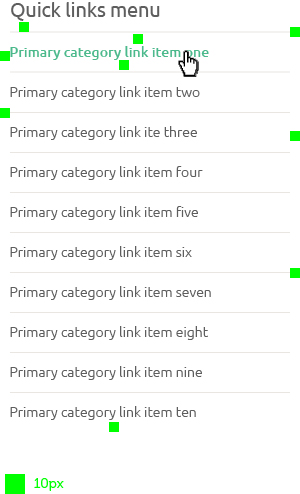 Quick links menu
Primary category link item one
Primary category link item two
Primary category link ite three
Primary category link item four
Primary category link item five
Primary category link item six
Primary category link item seven
Primary category link item eight
Primary category link item nine
Primary category link item ten
10px